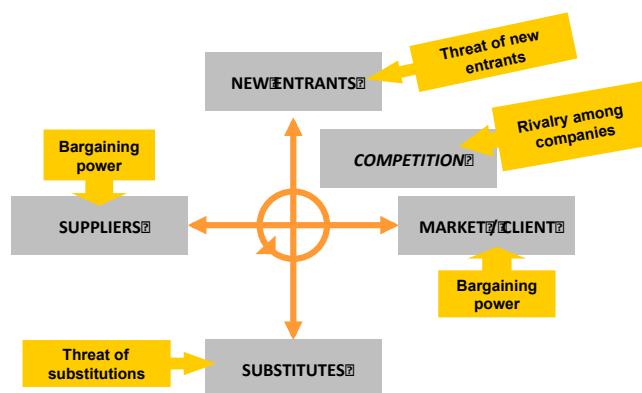 Threat of new
entrants
NEW ENTRANTS
Rivalry among
companies
COMPETITION
Bargaining
power
SUPPLIERS
MARKET / CLIENT
Bargaining
power
Threat of
substitutions
SUBSTITUTES